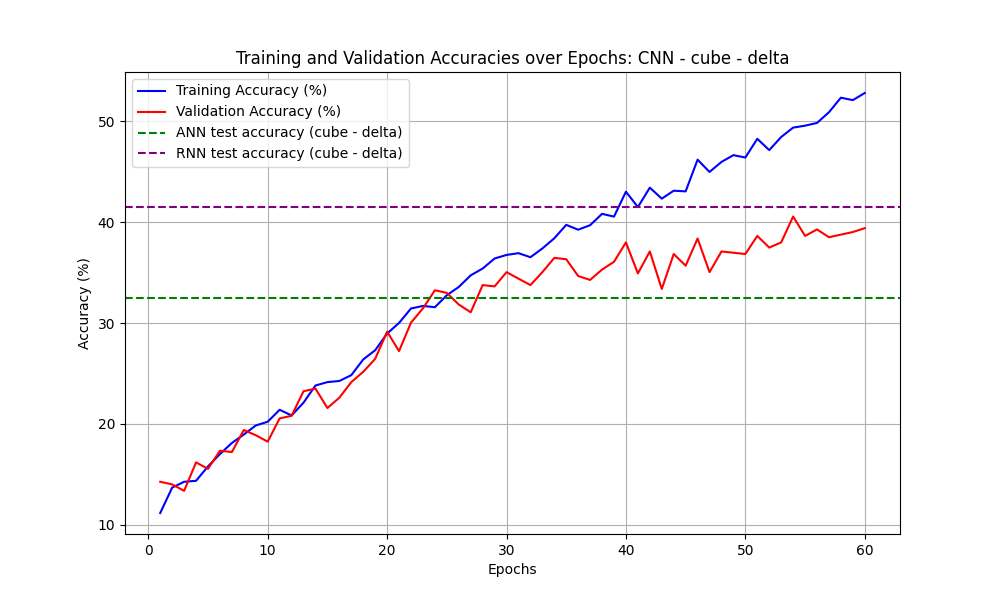 Training and Validation Accuracies over Epochs: CNN - cube - delta
Training Accuracy (%)
Validation Accuracy (%)
ANN test accuracy (cube - delta)
RNN test accuracy (cube - delta)
Accuracy (%)
50
40
30
20
10
0 10 20 30 40 50 60
Epochs